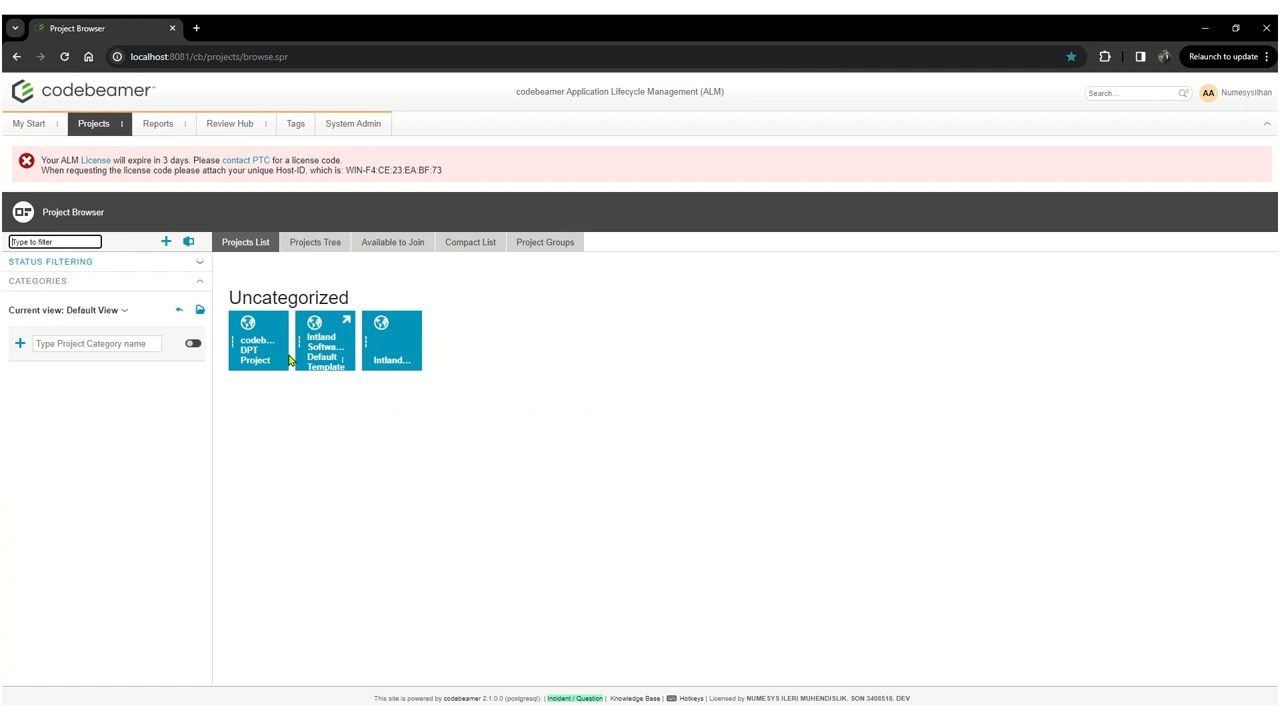 Project Browser
localhost:8081/cb/projects/browse.spr
Relaunch to update
codebeamer
codebeamer Application Lifecycle Management (ALM)
Search...
AA
Numesysilhan
My Start
Projects
Reports
Review Hub
Tags
System Admin
Your ALM License will expire in 3 days. Please contact PTC for a license code.
When requesting the license code please attach your unique Host-ID, which is: WIN-F4:CE:23:EA:BF:73
Project Browser
Type to filter
Projects List
Projects Tree
Available to Join
Compact List
Project Groups
STATUS FILTERING
CATEGORIES
Current view: Default View
Type Project Category name
Uncategorized
codeb...
DPT
Project
Intland
Softwa...
Default
Template
Intland...
This site is powered by codebeamer 2.1.0.0 (postgresql). | Incident / Question | Knowledge Base | Hotkeys | Licensed by NUMESYS ILERI MUHENDISLIK. SON 3408518. DEV